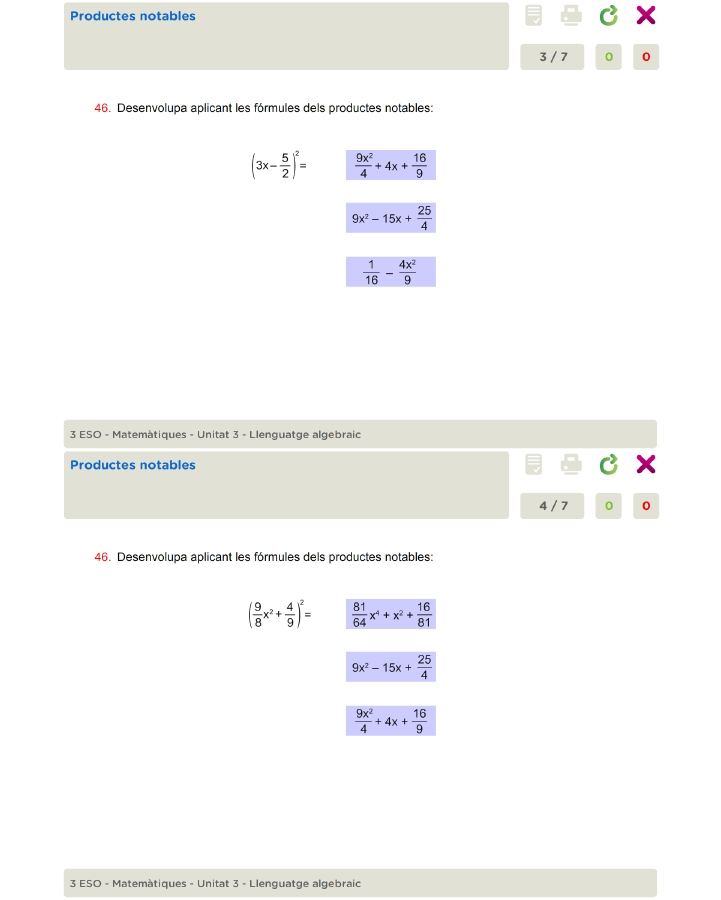 Productes notables
3 / 7 0 0
46. Desenvolupa aplicant les fórmules dels productes notables:
(3x − 5/2)² = 9x²/4 + 4x + 16/9
9x² − 15x + 25/4
1/16 − 4x²/9
3 ESO - Matemàtiques - Unitat 3 - Llenguatge algebraic
Productes notables
4 / 7 0 0
46. Desenvolupa aplicant les fórmules dels productes notables:
(9/8 x² + 4/9)² = 81/64 x⁴ + x² + 16/81
9x² − 15x + 25/4
9x²/4 + 4x + 16/9
3 ESO - Matemàtiques - Unitat 3 - Llenguatge algebraic